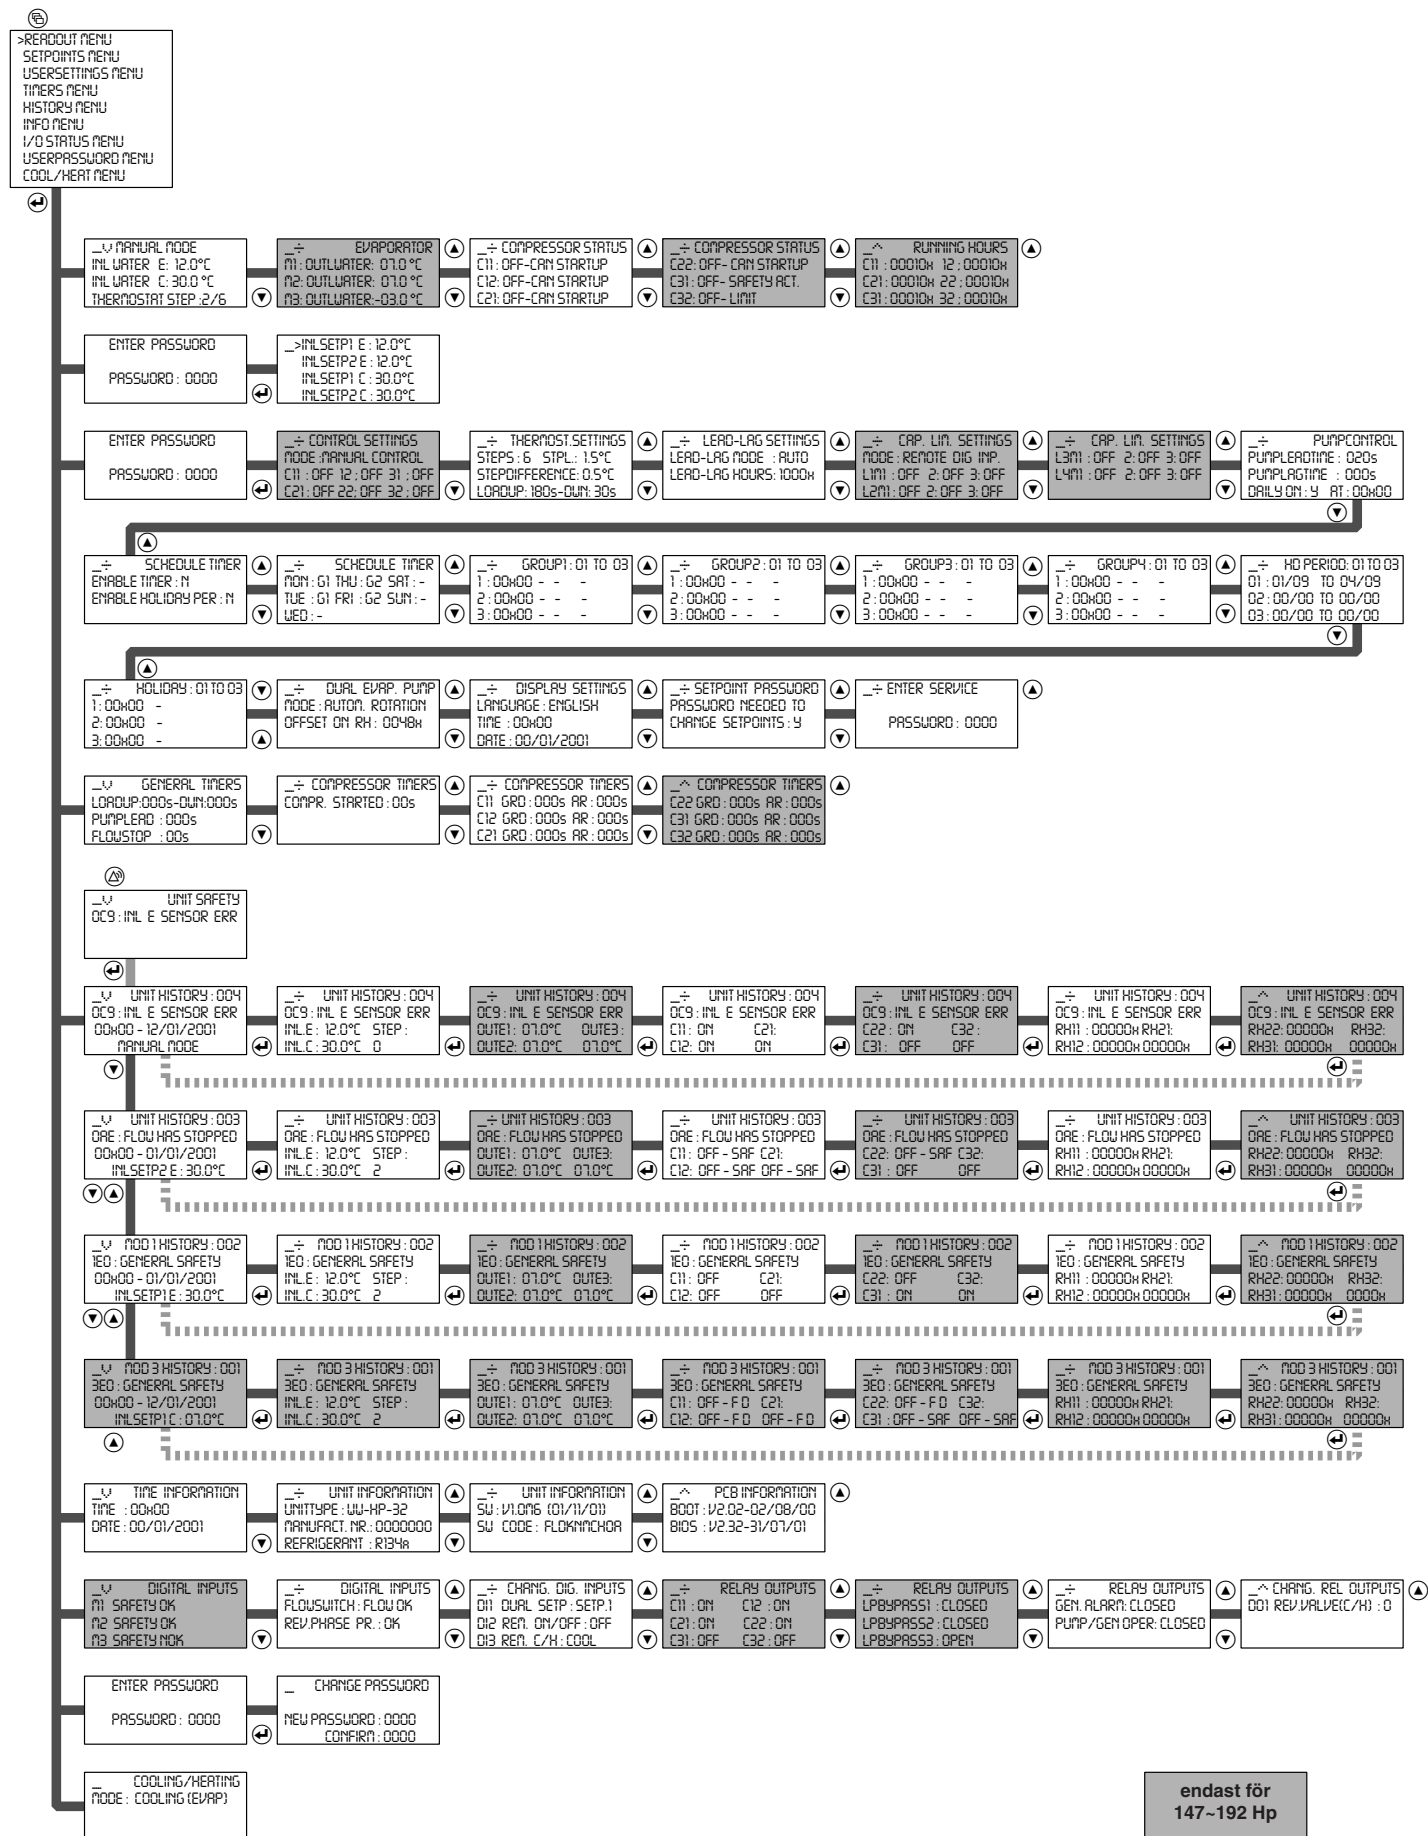 >READOUT MENU
SETPOINTS MENU
USERSETTINGS MENU
TIMERS MENU
HISTORY MENU
INFO MENU
I/O STATUS MENU
USERPASSWORD MENU
COOL/HEAT MENU
_v MANUAL MODE
INL WATER E: 12.0°C
INL WATER C: 30.0 °C
THERMOSTAT STEP :2/6
_÷ EVAPORATOR
M1: OUTLWATER: 07.0 °C
M2: OUTLWATER: 07.0 °C
M3: OUTLWATER:-03.0 °C
_÷ COMPRESSOR STATUS
C11: OFF-CAN STARTUP
C12: OFF-CAN STARTUP
C21: OFF-CAN STARTUP
_÷ COMPRESSOR STATUS
C22: OFF- CAN STARTUP
C31 : OFF- SAFETY ACT.
C32: OFF- LIMIT
_^ RUNNING HOURS
C11 : 00010H 12 : 00010H
C21 : 00010H 22 : 00010H
C31 : 00010H 32 : 00010H
ENTER PASSWORD
PASSWORD : 0000
_>INLSETP1 E : 12.0°C
INLSETP2 E : 12.0°C
INLSETP1 C : 30.0°C
INLSETP2 C : 30.0°C
ENTER PASSWORD
PASSWORD : 0000
_÷ CONTROL SETTINGS
MODE :MANUAL CONTROL
C11 : OFF 12 : OFF 31 : OFF
C21 : OFF 22: OFF 32 : OFF
_÷ THERMOST.SETTINGS
STEPS : 6 STPL.: 1.5°C
STEPDIFFERENCE: 0.5°C
LOADUP: 180s-DWN: 30s
_÷ LEAD-LAG SETTINGS
LEAD-LAG MODE : AUTO
LEAD-LAG HOURS: 1000H
_÷ CAP. LIM. SETTINGS
MODE : REMOTE DIG INP.
L1M1 : OFF 2: OFF 3: OFF
L2M1 : OFF 2: OFF 3: OFF
_÷ CAP. LIM. SETTINGS
L3M1 : OFF 2: OFF 3: OFF
L4M1 : OFF 2: OFF 3: OFF
_÷ PUMPCONTROL
PUMPLEADTIME : 020s
PUMPLAGTIME : 000s
DAILY ON : Y AT : 00H00
_÷ SCHEDULE TIMER
ENABLE TIMER : N
ENABLE HOLIDAY PER : N
_÷ SCHEDULE TIMER
MON : G1 THU : G2 SAT : -
TUE : G1 FRI : G2 SUN : -
WED : -
_÷ GROUP1 : 01 TO 03
1 : 00H00 - - -
2 : 00H00 - - -
3 : 00H00 - - -
_÷ GROUP2 : 01 TO 03
1 : 00H00 - - -
2 : 00H00 - - -
3 : 00H00 - - -
_÷ GROUP3 : 01 TO 03
1 : 00H00 - - -
2 : 00H00 - - -
3 : 00H00 - - -
_÷ GROUP4 : 01 TO 03
1 : 00H00 - - -
2 : 00H00 - - -
3 : 00H00 - - -
_÷ HD PERIOD: 01 TO 03
01 : 01/09 TO 04/09
02 : 00/00 TO 00/00
03 : 00/00 TO 00/00
_÷ HOLIDAY : 01 TO 03
1 : 00H00 -
2: 00H00 -
3: 00H00 -
_÷ DUAL EVAP. PUMP
MODE : AUTOM. ROTATION
OFFSET ON RH : 0048H
_÷ DISPLAY SETTINGS
LANGUAGE : ENGLISH
TIME : 00H00
DATE : 00/01/2001
_÷ SETPOINT PASSWORD
PASSWORD NEEDED TO
CHANGE SETPOINTS : Y
_÷ ENTER SERVICE
PASSWORD : 0000
_v GENERAL TIMERS
LOADUP:000s-DWN:000s
PUMPLEAD : 000s
FLOWSTOP : 00s
_÷ COMPRESSOR TIMERS
COMPR. STARTED : 00s
_÷ COMPRESSOR TIMERS
C11 GRD : 000s AR : 000s
C12 GRD : 000s AR : 000s
C21 GRD : 000s AR : 000s
_^ COMPRESSOR TIMERS
C22 GRD : 000s AR : 000s
C31 GRD : 000s AR : 000s
C32 GRD : 000s AR : 000s
_v UNIT SAFETY
0C9 : INL E SENSOR ERR
_v UNIT HISTORY : 004
0C9 : INL E SENSOR ERR
00H00 - 12/01/2001
MANUAL MODE
_÷ UNIT HISTORY : 004
0C9 : INL E SENSOR ERR
INL.E : 12.0°C STEP :
INL.C : 30.0°C 0
_÷ UNIT HISTORY : 004
0C9 : INL E SENSOR ERR
OUTE1 : 07.0°C OUTE3 :
OUTE2: 07.0°C 07.0°C
_÷ UNIT HISTORY : 004
0C9 : INL E SENSOR ERR
C11 : ON C21:
C12: ON ON
_÷ UNIT HISTORY : 004
0C9 : INL E SENSOR ERR
C22 : ON C32 :
C31 : OFF OFF
_÷ UNIT HISTORY : 004
0C9 : INL E SENSOR ERR
RH11 : 00000H RH21:
RH12 : 00000H 00000H
_^ UNIT HISTORY : 004
0C9 : INL E SENSOR ERR
RH22: 00000H RH32:
RH31: 00000H 00000H
_v UNIT HISTORY : 003
0AE : FLOW HAS STOPPED
00H00 - 01/01/2001
INLSETP2 E : 30.0°C
_÷ UNIT HISTORY : 003
0AE : FLOW HAS STOPPED
INL.E : 12.0°C STEP :
INL.C : 30.0°C 2
_÷ UNIT HISTORY : 003
0AE : FLOW HAS STOPPED
OUTE1 : 07.0°C OUTE3:
OUTE2: 07.0°C 07.0°C
_÷ UNIT HISTORY : 003
0AE : FLOW HAS STOPPED
C11 : OFF - SAF C21:
C12: OFF - SAF OFF - SAF
_÷ UNIT HISTORY : 003
0AE : FLOW HAS STOPPED
C22: OFF - SAF C32:
C31 : OFF OFF
_÷ UNIT HISTORY : 003
0AE : FLOW HAS STOPPED
RH11 : 00000H RH21:
RH12 : 00000H 00000H
_^ UNIT HISTORY : 003
0AE : FLOW HAS STOPPED
RH22: 00000H RH32:
RH31 : 00000H 00000H
_v MOD 1 HISTORY : 002
1E0 : GENERAL SAFETY
00H00 - 01/01/2001
INLSETP1 E : 30.0°C
_÷ MOD 1 HISTORY : 002
1E0 : GENERAL SAFETY
INL.E : 12.0°C STEP :
INL.C : 30.0°C 2
_÷ MOD 1 HISTORY : 002
1E0 : GENERAL SAFETY
OUTE1 : 07.0°C OUTE3:
OUTE2: 07.0°C 07.0°C
_÷ MOD 1 HISTORY : 002
1E0 : GENERAL SAFETY
C11 : OFF C21:
C12: OFF OFF
_÷ MOD 1 HISTORY : 002
1E0 : GENERAL SAFETY
C22: OFF C32:
C31 : ON ON
_÷ MOD 1 HISTORY : 002
1E0 : GENERAL SAFETY
RH11 : 00000H RH21:
RH12 : 00000H 00000H
_^ MOD 1 HISTORY : 002
1E0 : GENERAL SAFETY
RH22: 00000H RH32:
RH31: 00000H 0000H
_v MOD 3 HISTORY : 001
3E0 : GENERAL SAFETY
00H00 - 12/01/2001
INLSETP1 C : 07.0°C
_÷ MOD 3 HISTORY : 001
3E0 : GENERAL SAFETY
INL.E : 12.0°C STEP :
INL.C : 30.0°C 2
_÷ MOD 3 HISTORY : 001
3E0 : GENERAL SAFETY
OUTE1 : 07.0°C OUTE3:
OUTE2: 07.0°C 07.0°C
_÷ MOD 3 HISTORY : 001
3E0 : GENERAL SAFETY
C11 : OFF - F D C21:
C12: OFF - F D OFF - F D
_÷ MOD 3 HISTORY : 001
3E0 : GENERAL SAFETY
C22: OFF - F D C32:
C31 : OFF - SAF OFF - SAF
_÷ MOD 3 HISTORY : 001
3E0 : GENERAL SAFETY
RH11 : 00000H RH21:
RH12 : 00000H 00000H
_^ MOD 3 HISTORY : 001
3E0 : GENERAL SAFETY
RH22: 00000H RH32:
RH31 : 00000H 00000H
_v TIME INFORMATION
TIME : 00H00
DATE : 00/01/2001
_÷ UNIT INFORMATION
UNITTYPE : WW-HP-32
MANUFACT. NR.: 0000000
REFRIGERANT : R134A
_÷ UNIT INFORMATION
SW : V1.0M6 (01/11/01)
SW CODE : FLDKNMCH0A
_^ PCB INFORMATION
BOOT : V2.02-02/08/00
BIOS : V2.32-31/07/01
_v DIGITAL INPUTS
M1 SAFETY OK
M2 SAFETY OK
M3 SAFETY NOK
_÷ DIGITAL INPUTS
FLOWSWITCH : FLOW OK
REV.PHASE PR. : OK
_÷ CHANG. DIG. INPUTS
DI1 DUAL SETP : SETP.1
DI2 REM. ON/OFF : OFF
DI3 REM. C/H : COOL
_÷ RELAY OUTPUTS
C11 : ON C12 : ON
C21 : ON C22 : ON
C31 : OFF C32 : OFF
_÷ RELAY OUTPUTS
LPBYPASS1 : CLOSED
LPBYPASS2 : CLOSED
LPBYPASS3 : OPEN
_÷ RELAY OUTPUTS
GEN. ALARM: CLOSED
PUMP/GEN OPER: CLOSED
_^ CHANG. REL OUTPUTS
DO1 REV.VALVE(C/H) : 0
ENTER PASSWORD
PASSWORD : 0000
_ CHANGE PASSWORD
NEW PASSWORD : 0000
CONFIRM : 0000
_ COOLING/HEATING
MODE : COOLING (EVAP)
endast för
147~192 Hp